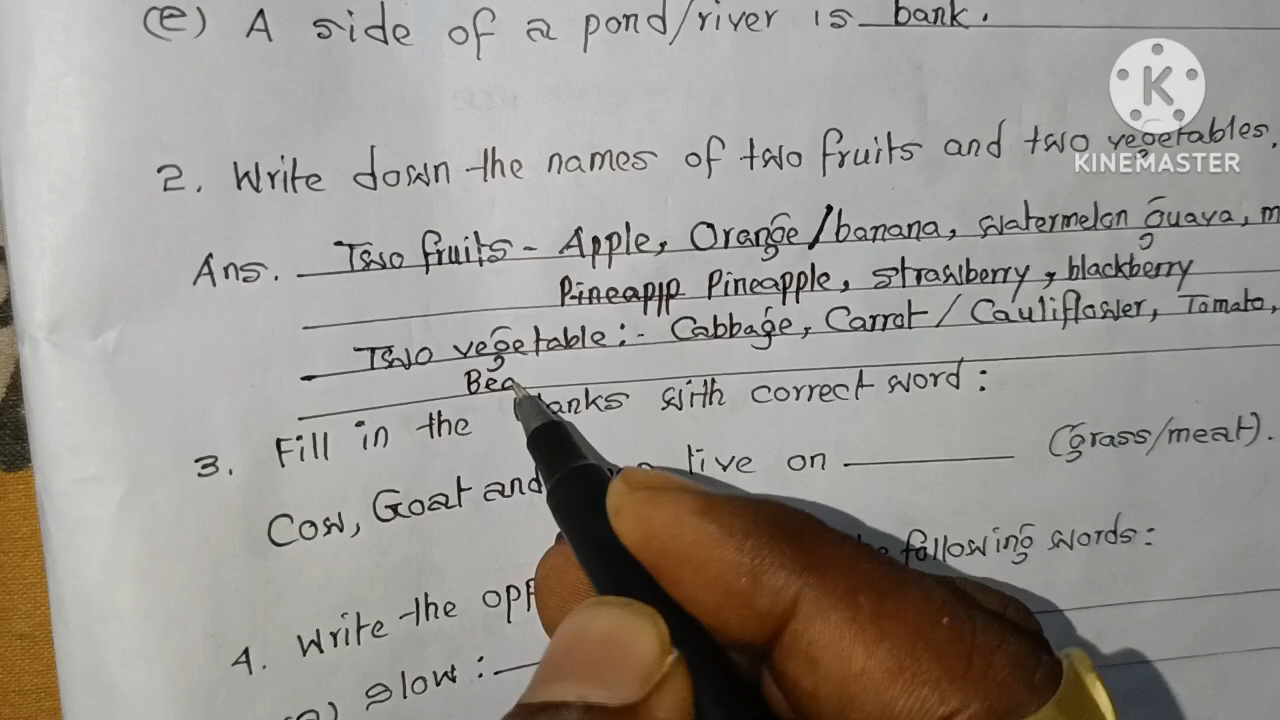 (e) A side of a pond/river is bank.
2. Write down the names of two fruits and two vegetables.
Ans. Two fruits - Apple, Orange/banana, watermelon Guava, m
Pineapp Pineapple, strawberry, blackberry
Two vegetable:- Cabbage, Carrot / Cauliflower, Tomato,
Bea
3. Fill in the blanks with correct word:
Cow, Goat and live on (grass/meat).
4. Write the opp following words:
slow:
K
KINEMASTER